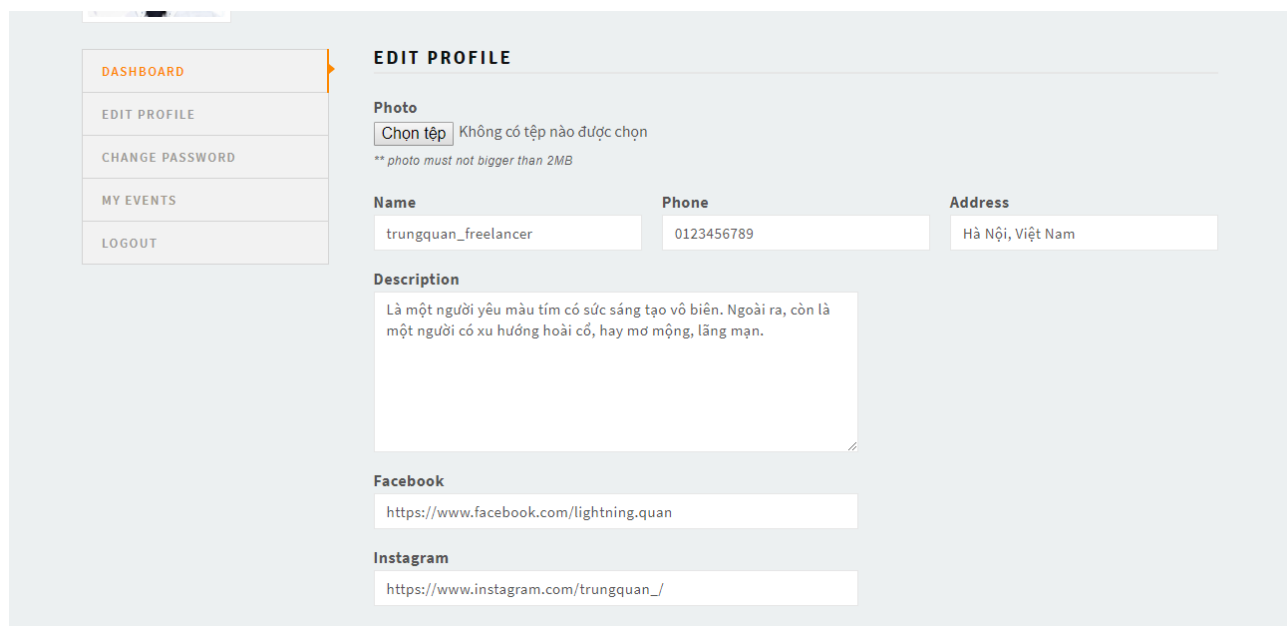 DASHBOARD
EDIT PROFILE
CHANGE PASSWORD
MY EVENTS
LOGOUT
EDIT PROFILE
Photo
Chọn tệp Không có tệp nào được chọn
** photo must not bigger than 2MB
Name Phone Address
trungquan_freelancer 0123456789 Hà Nội, Việt Nam
Description
Là một người yêu màu tím có sức sáng tạo vô biên. Ngoài ra, còn là
một người có xu hướng hoài cổ, hay mơ mộng, lãng mạn.
Facebook
https://www.facebook.com/lightning.quan
Instagram
https://www.instagram.com/trungquan_/